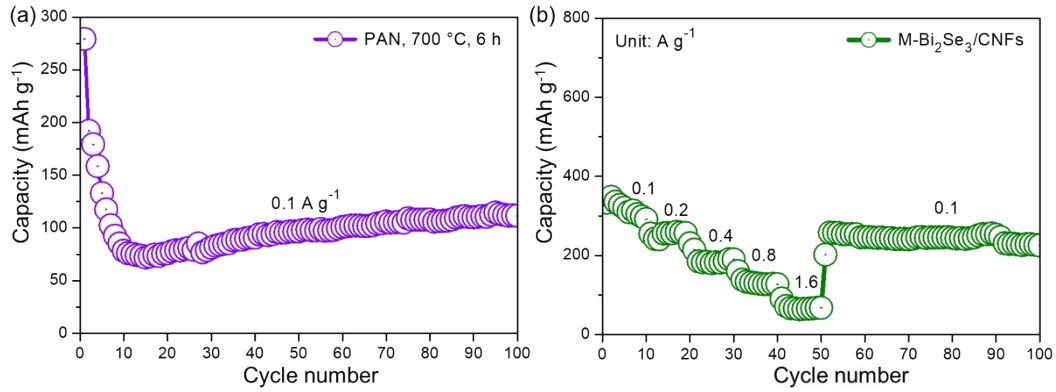 (a)
300
250
200
150
100
50
0
Capacity (mAh g⁻¹)
PAN, 700 °C, 6 h
0.1 A g⁻¹
0 10 20 30 40 50 60 70 80 90 100
Cycle number
(b)
800
600
400
200
0
Capacity (mAh g⁻¹)
Unit: A g⁻¹
M-Bi₂Se₃/CNFs
0.1
0.2
0.4
0.8
1.6
0.1
0 10 20 30 40 50 60 70 80 90 100
Cycle number